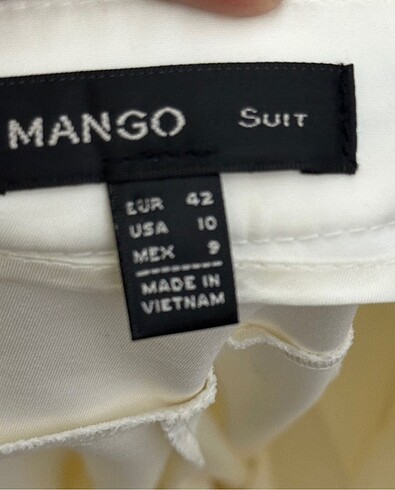 MANGO SUIT
EUR 42
USA 10
MEX 9
MADE IN
VIETNAM